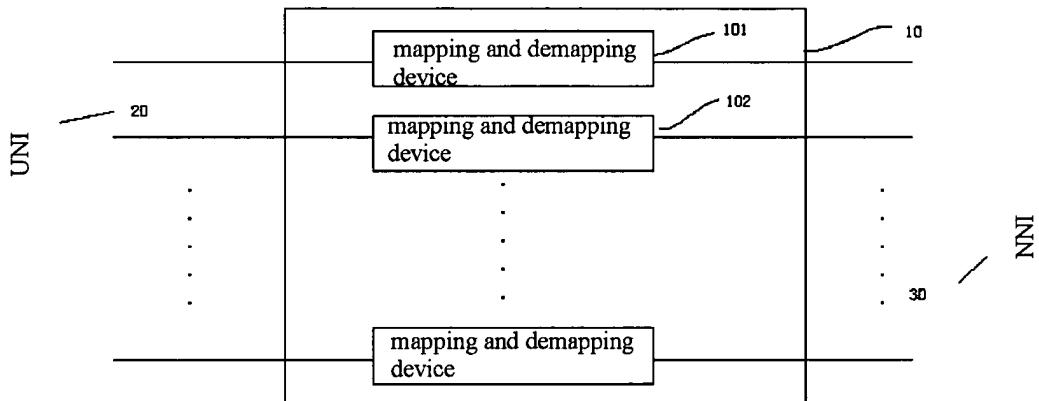 mapping and demapping
device
101
10
mapping and demapping
device
102
20
UNI
NNI
30
mapping and demapping
device